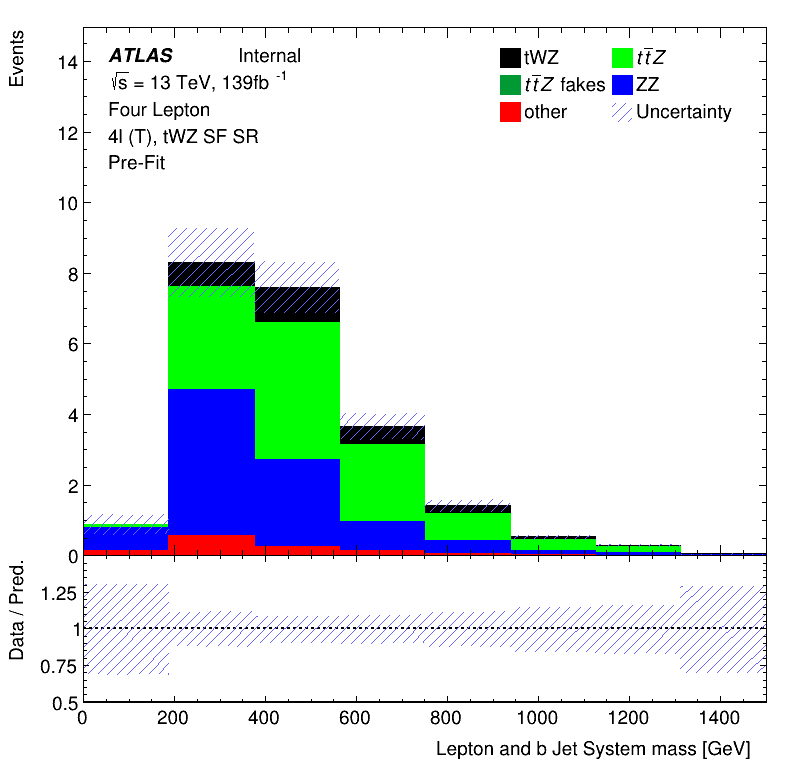 Events
14
12
10
8
6
4
2
0
ATLAS Internal
√s = 13 TeV, 139fb -1
Four Lepton
4l (T), tWZ SF SR
Pre-Fit
tWZ
tt̄Z
tt̄Z fakes
ZZ
other
Uncertainty
Data / Pred.
1.25
1
0.75
0.5
0 200 400 600 800 1000 1200 1400
Lepton and b Jet System mass [GeV]